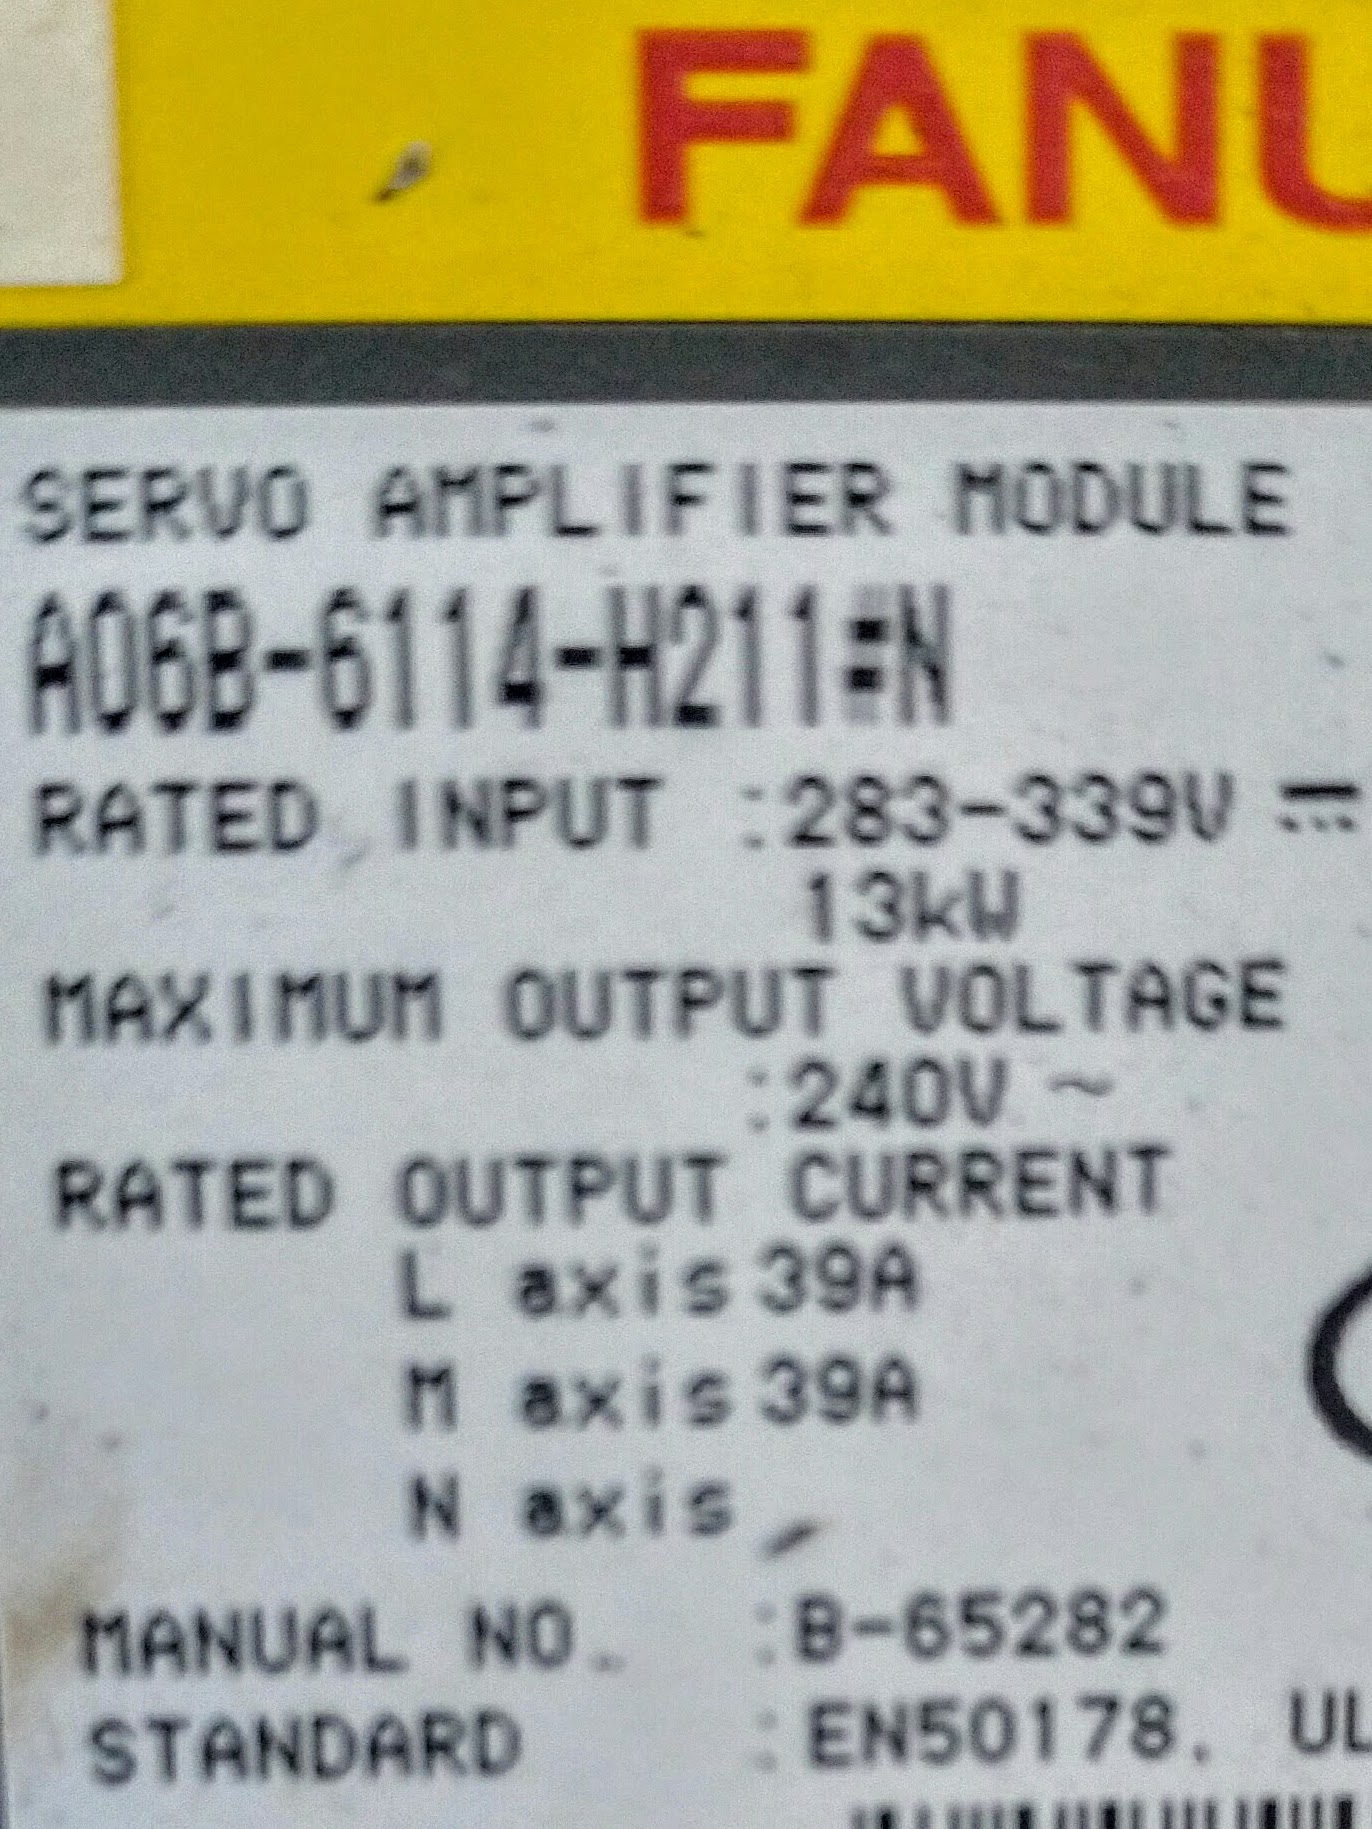 FANU
SERVO AMPLIFIER MODULE
A06B-6114-H211#N
RATED INPUT :283-339V ⎓
13kW
MAXIMUM OUTPUT VOLTAGE
:240V ~
RATED OUTPUT CURRENT
L axis 39A
M axis 39A
N axis
MANUAL NO. :B-65282
STANDARD :EN50178, UL